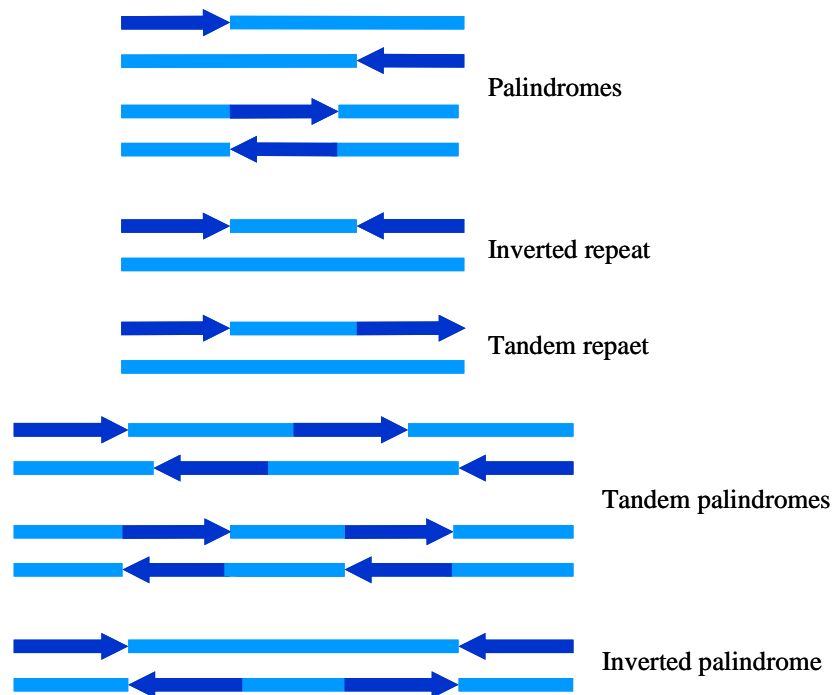 Palindromes
Inverted repeat
Tandem repaet
Tandem palindromes
Inverted palindrome